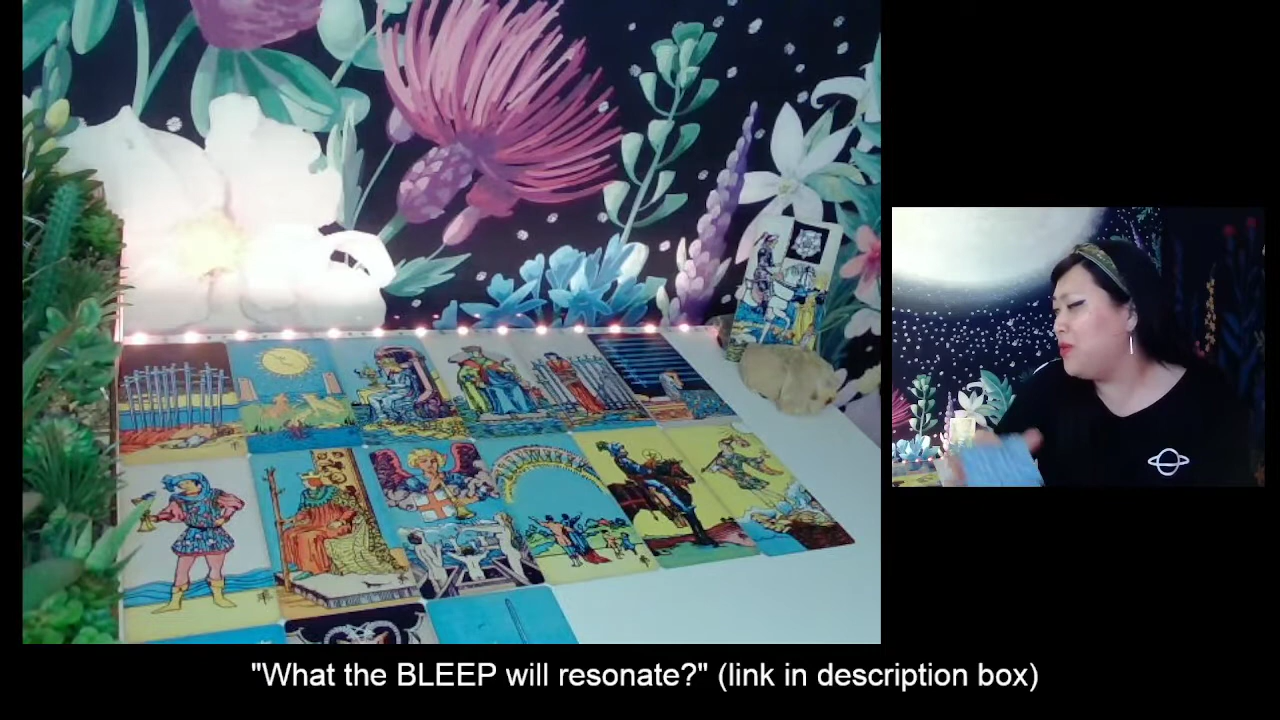 "What the BLEEP will resonate?" (link in description box)